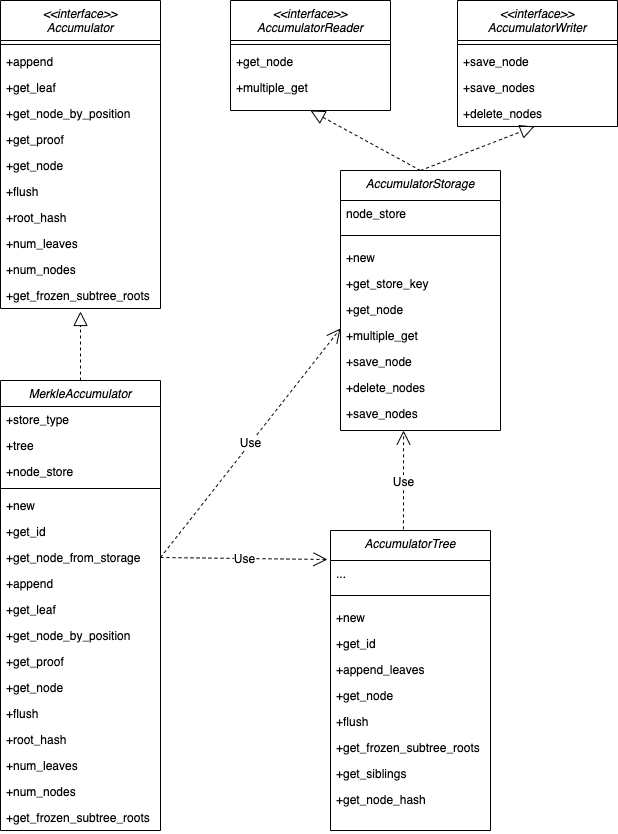 <<interface>>
Accumulator
+append
+get_leaf
+get_node_by_position
+get_proof
+get_node
+flush
+root_hash
+num_leaves
+num_nodes
+get_frozen_subtree_roots
<<interface>>
AccumulatorReader
+get_node
+multiple_get
<<interface>>
AccumulatorWriter
+save_node
+save_nodes
+delete_nodes
AccumulatorStorage
node_store
+new
+get_store_key
+get_node
+multiple_get
+save_node
+delete_nodes
+save_nodes
MerkleAccumulator
+store_type
+tree
+node_store
+new
+get_id
+get_node_from_storage
+append
+get_leaf
+get_node_by_position
+get_proof
+get_node
+flush
+root_hash
+num_leaves
+num_nodes
+get_frozen_subtree_roots
Use
Use
Use
AccumulatorTree
...
+new
+get_id
+append_leaves
+get_node
+flush
+get_frozen_subtree_roots
+get_siblings
+get_node_hash